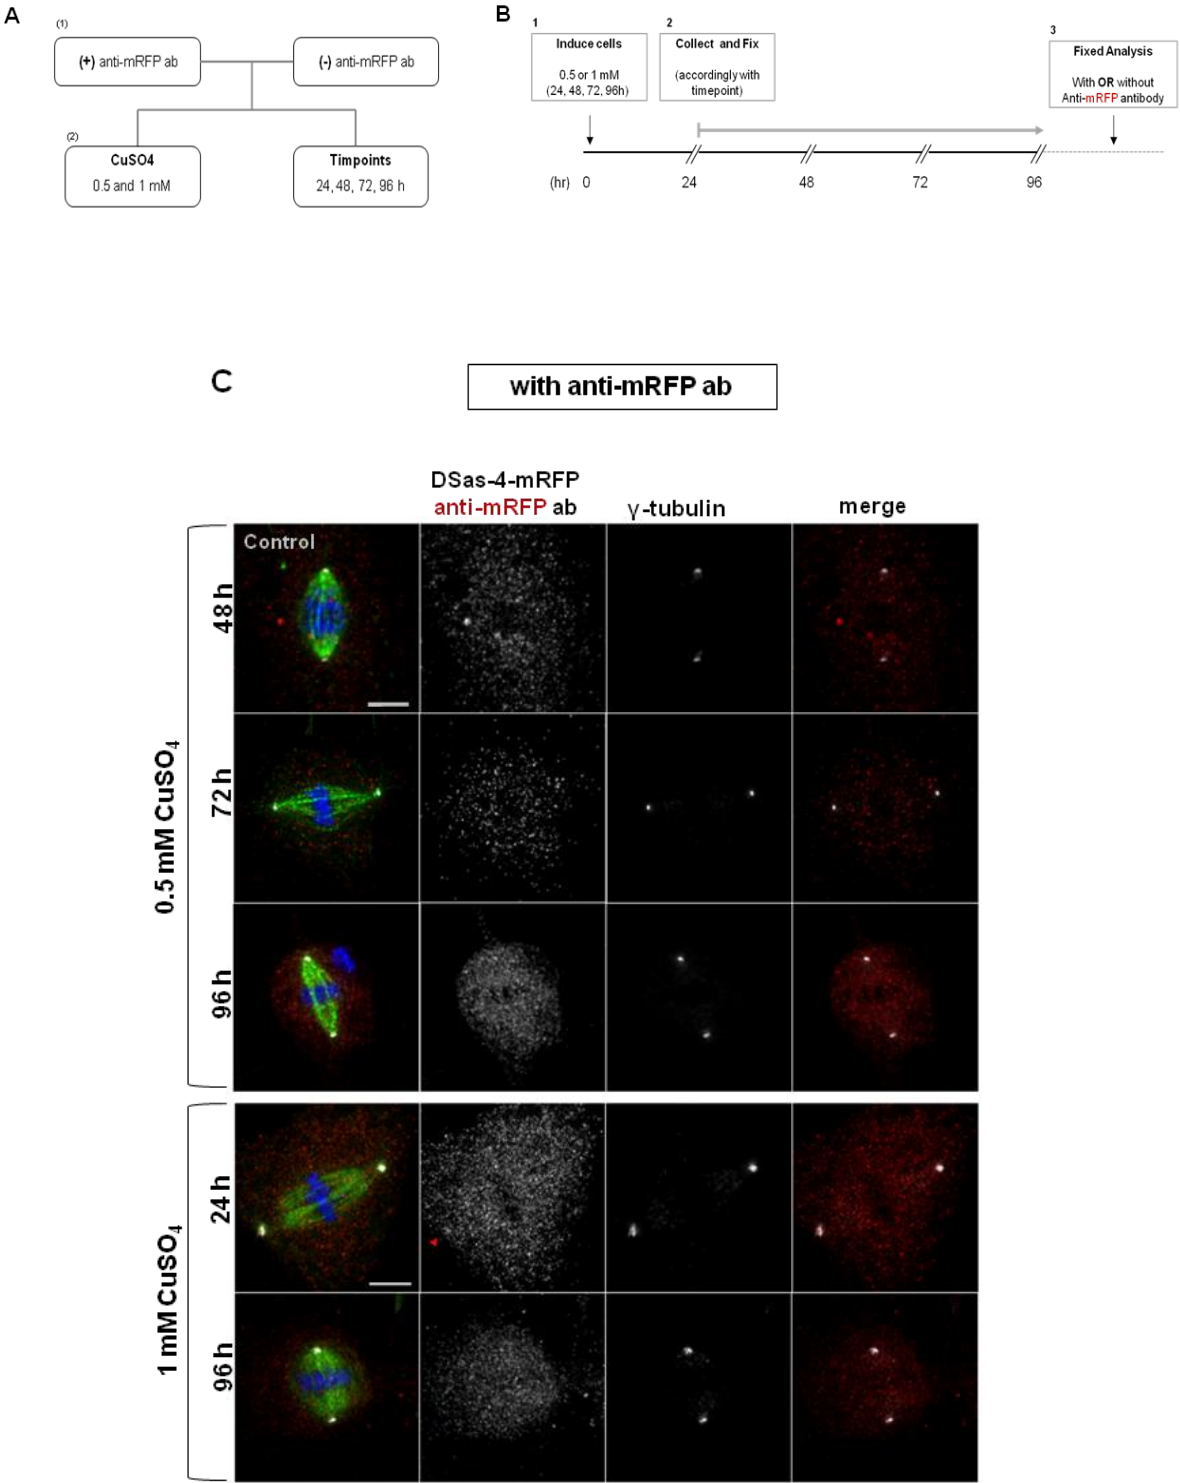 A
(1)
(+) anti-mRFP ab
(-) anti-mRFP ab
(2)
CuSO4
0.5 and 1 mM
Timpoints
24, 48, 72, 96 h
B
1
Induce cells
0.5 or 1 mM
(24, 48, 72, 96h)
2
Collect and Fix
(accordingly with
timepoint)
3
Fixed Analysis
With OR without
Anti-mRFP antibody
(hr) 0 24 48 72 96
C
with anti-mRFP ab
DSas-4-mRFP
anti-mRFP ab
γ-tubulin
merge
0.5 mM CuSO₄
48 h
Control
72 h
96 h
1 mM CuSO₄
24 h
96 h